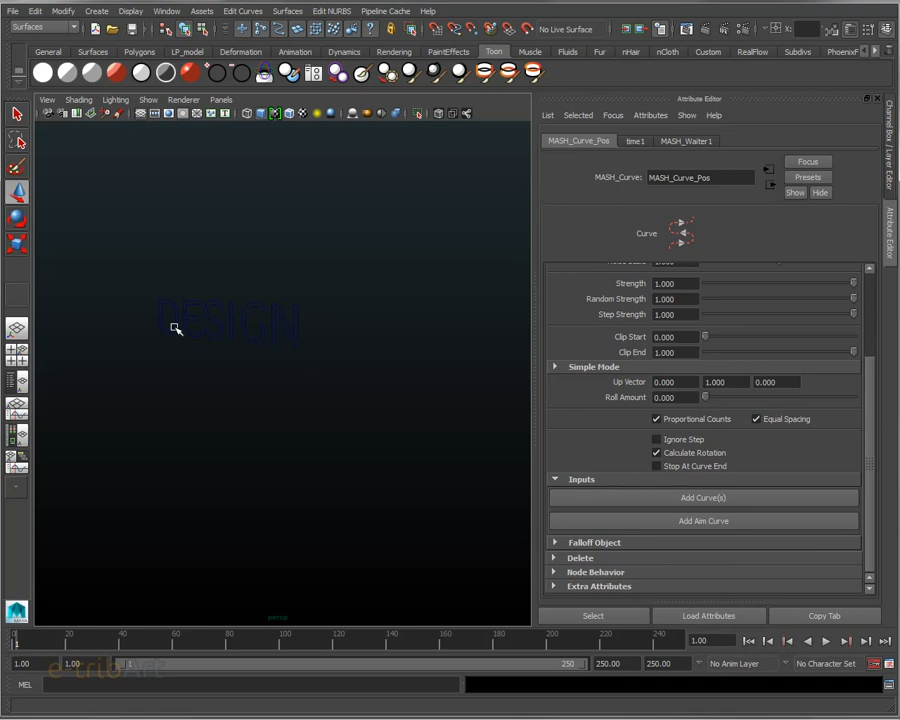 File Edit Modify Create Display Window Assets Edit Curves Surfaces Edit NURBS Pipeline Cache Help
Surfaces No Live Surface
General Surfaces Polygons LP_model Deformation Animation Dynamics Rendering PaintEffects Toon Muscle Fluids Fur nHair nCloth Custom RealFlow Subdivs PhoenixF
View Shading Lighting Show Renderer Panels
Attribute Editor
List Selected Focus Attributes Show Help
MASH_Curve_Pos time1 MASH_Waiter1
Focus
MASH_Curve: MASH_Curve_Pos
Presets
Show Hide
Curve
Strength 1.000
Random Strength 1.000
Step Strength 1.000
Clip Start 0.000
Clip End 1.000
Simple Mode
Up Vector 0.000 1.000 0.000
Roll Amount 0.000
Proportional Counts Equal Spacing
Ignore Step
Calculate Rotation
Stop At Curve End
Inputs
Add Curve(s)
Add Aim Curve
Falloff Object
Delete
Node Behavior
Extra Attributes
Select Load Attributes Copy Tab
Channel Box / Layer Editor
Attribute Editor
DESIGN
persp
0 20 40 60 80 100 120 140 160 180 200 220 240
1 1.00
1.00 1.00 1 250 250.00 250.00 No Anim Layer No Character Set
e-tribArt
MEL